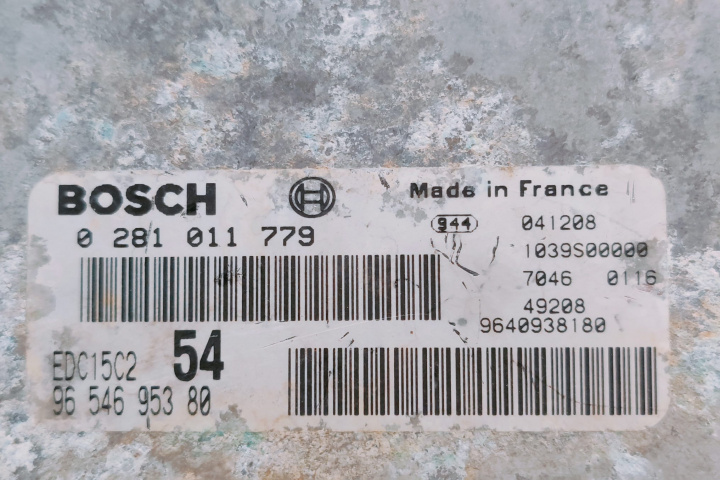 BOSCH
Made in France
0 281 011 779
944
041208
1039S00000
7046 0116
49208
9640938180
EDC15C2
54
96 546 953 80